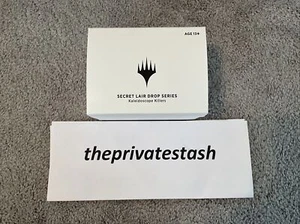 AGE 13+
SECRET LAIR DROP SERIES
Kaleidoscope Killers
theprivatestash